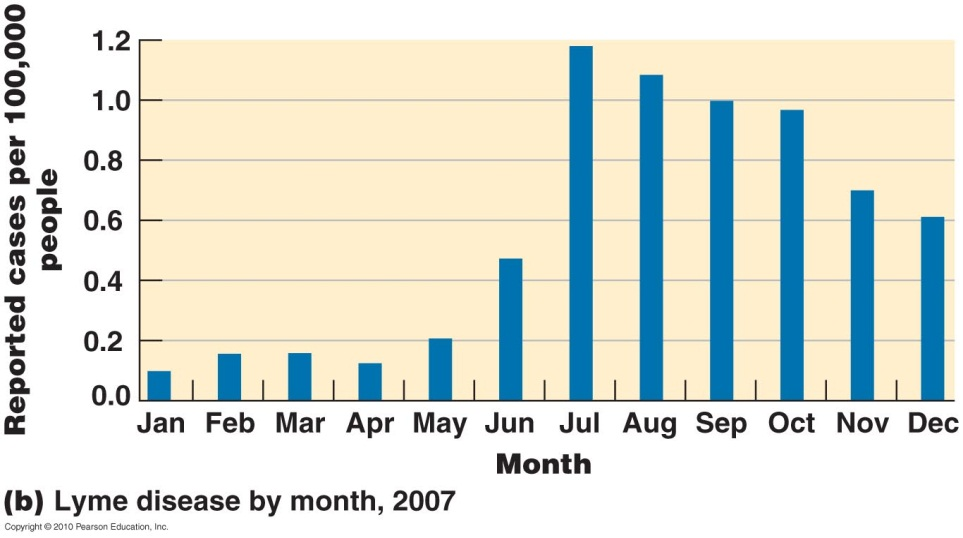 Reported cases per 100,000
people
1.2
1.0
0.8
0.6
0.4
0.2
0.0
Jan Feb Mar Apr May Jun Jul Aug Sep Oct Nov Dec
Month
(b) Lyme disease by month, 2007
Copyright © 2010 Pearson Education, Inc.